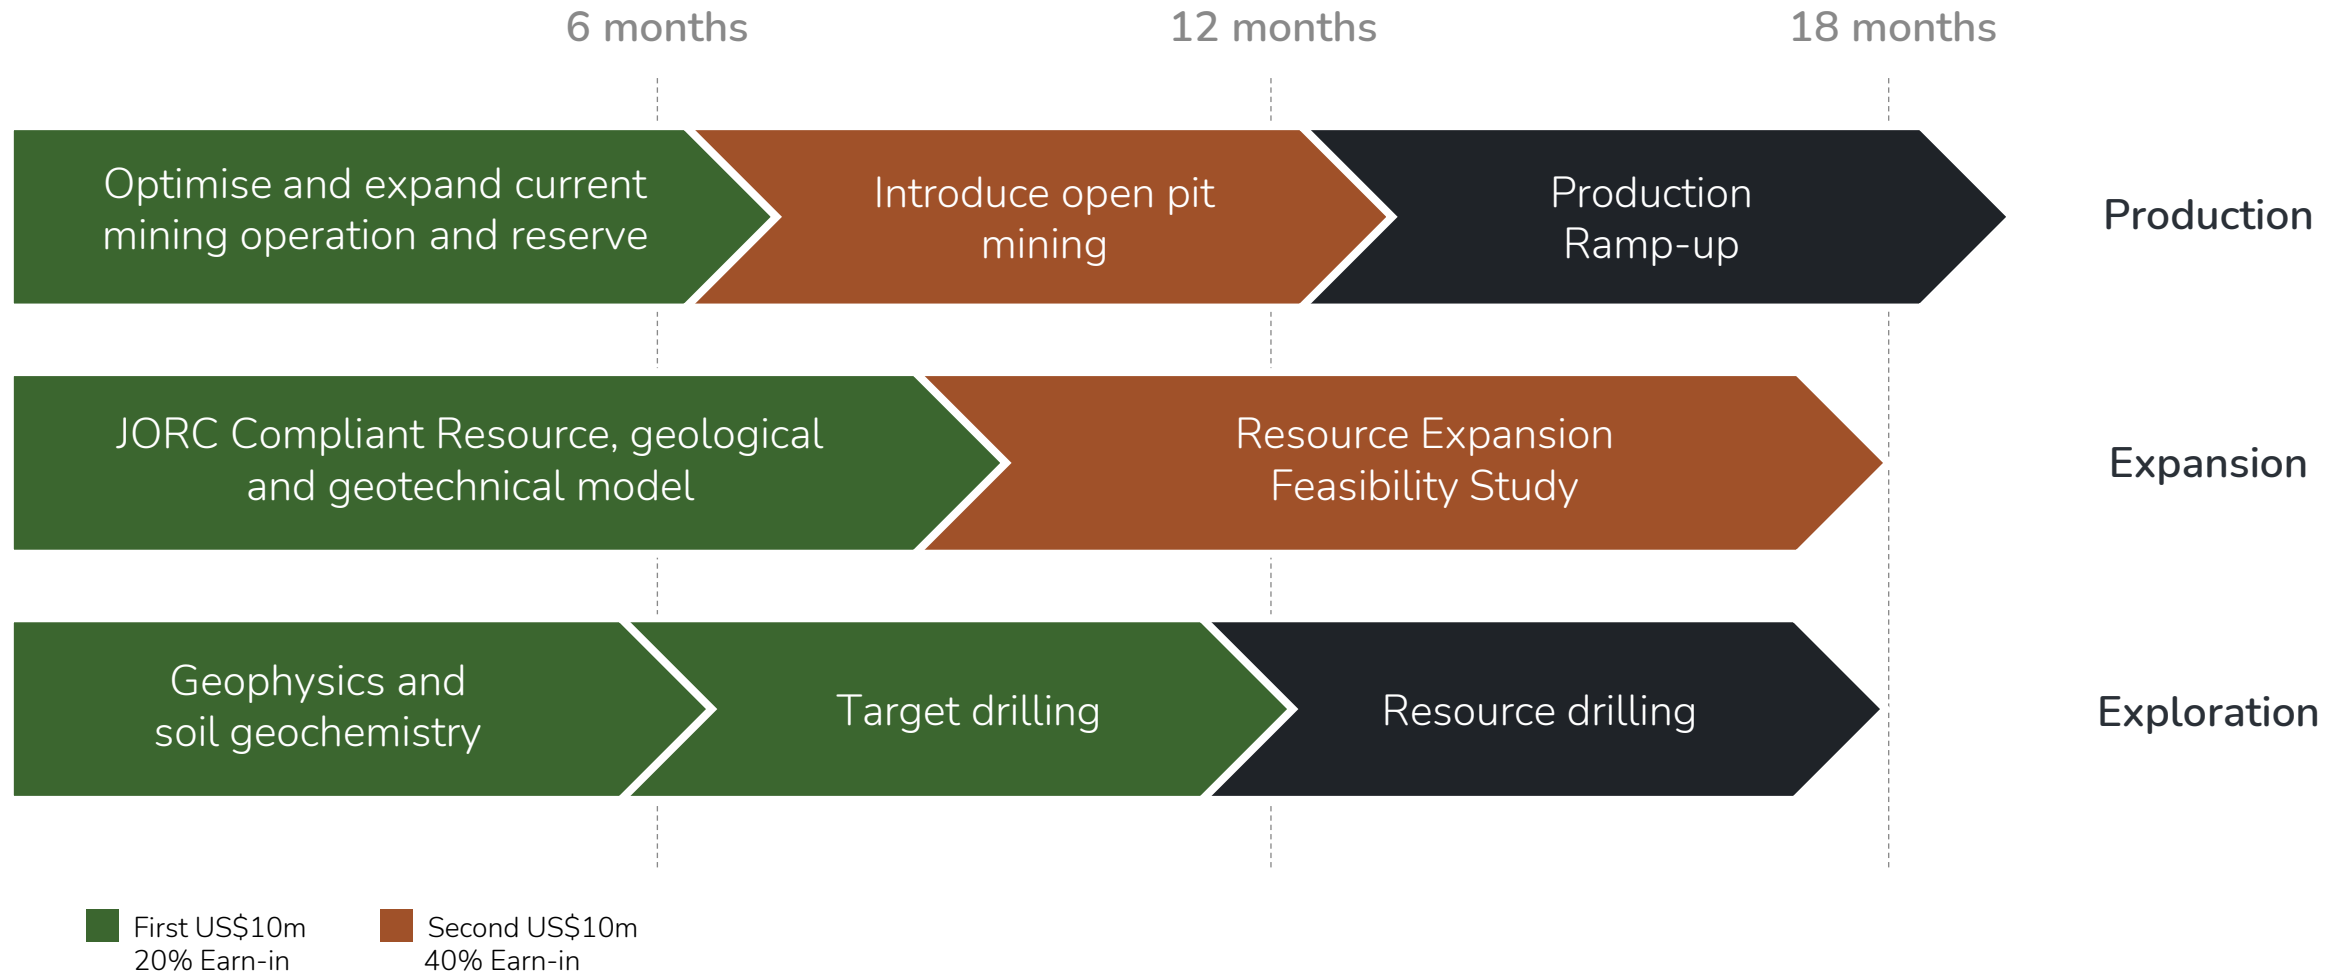 6 months
12 months
18 months
Optimise and expand current
mining operation and reserve
Introduce open pit
mining
Production
Ramp-up
Production
JORC Compliant Resource, geological
and geotechnical model
Resource Expansion
Feasibility Study
Expansion
Geophysics and
soil geochemistry
Target drilling
Resource drilling
Exploration
First US$10m
20% Earn-in
Second US$10m
40% Earn-in